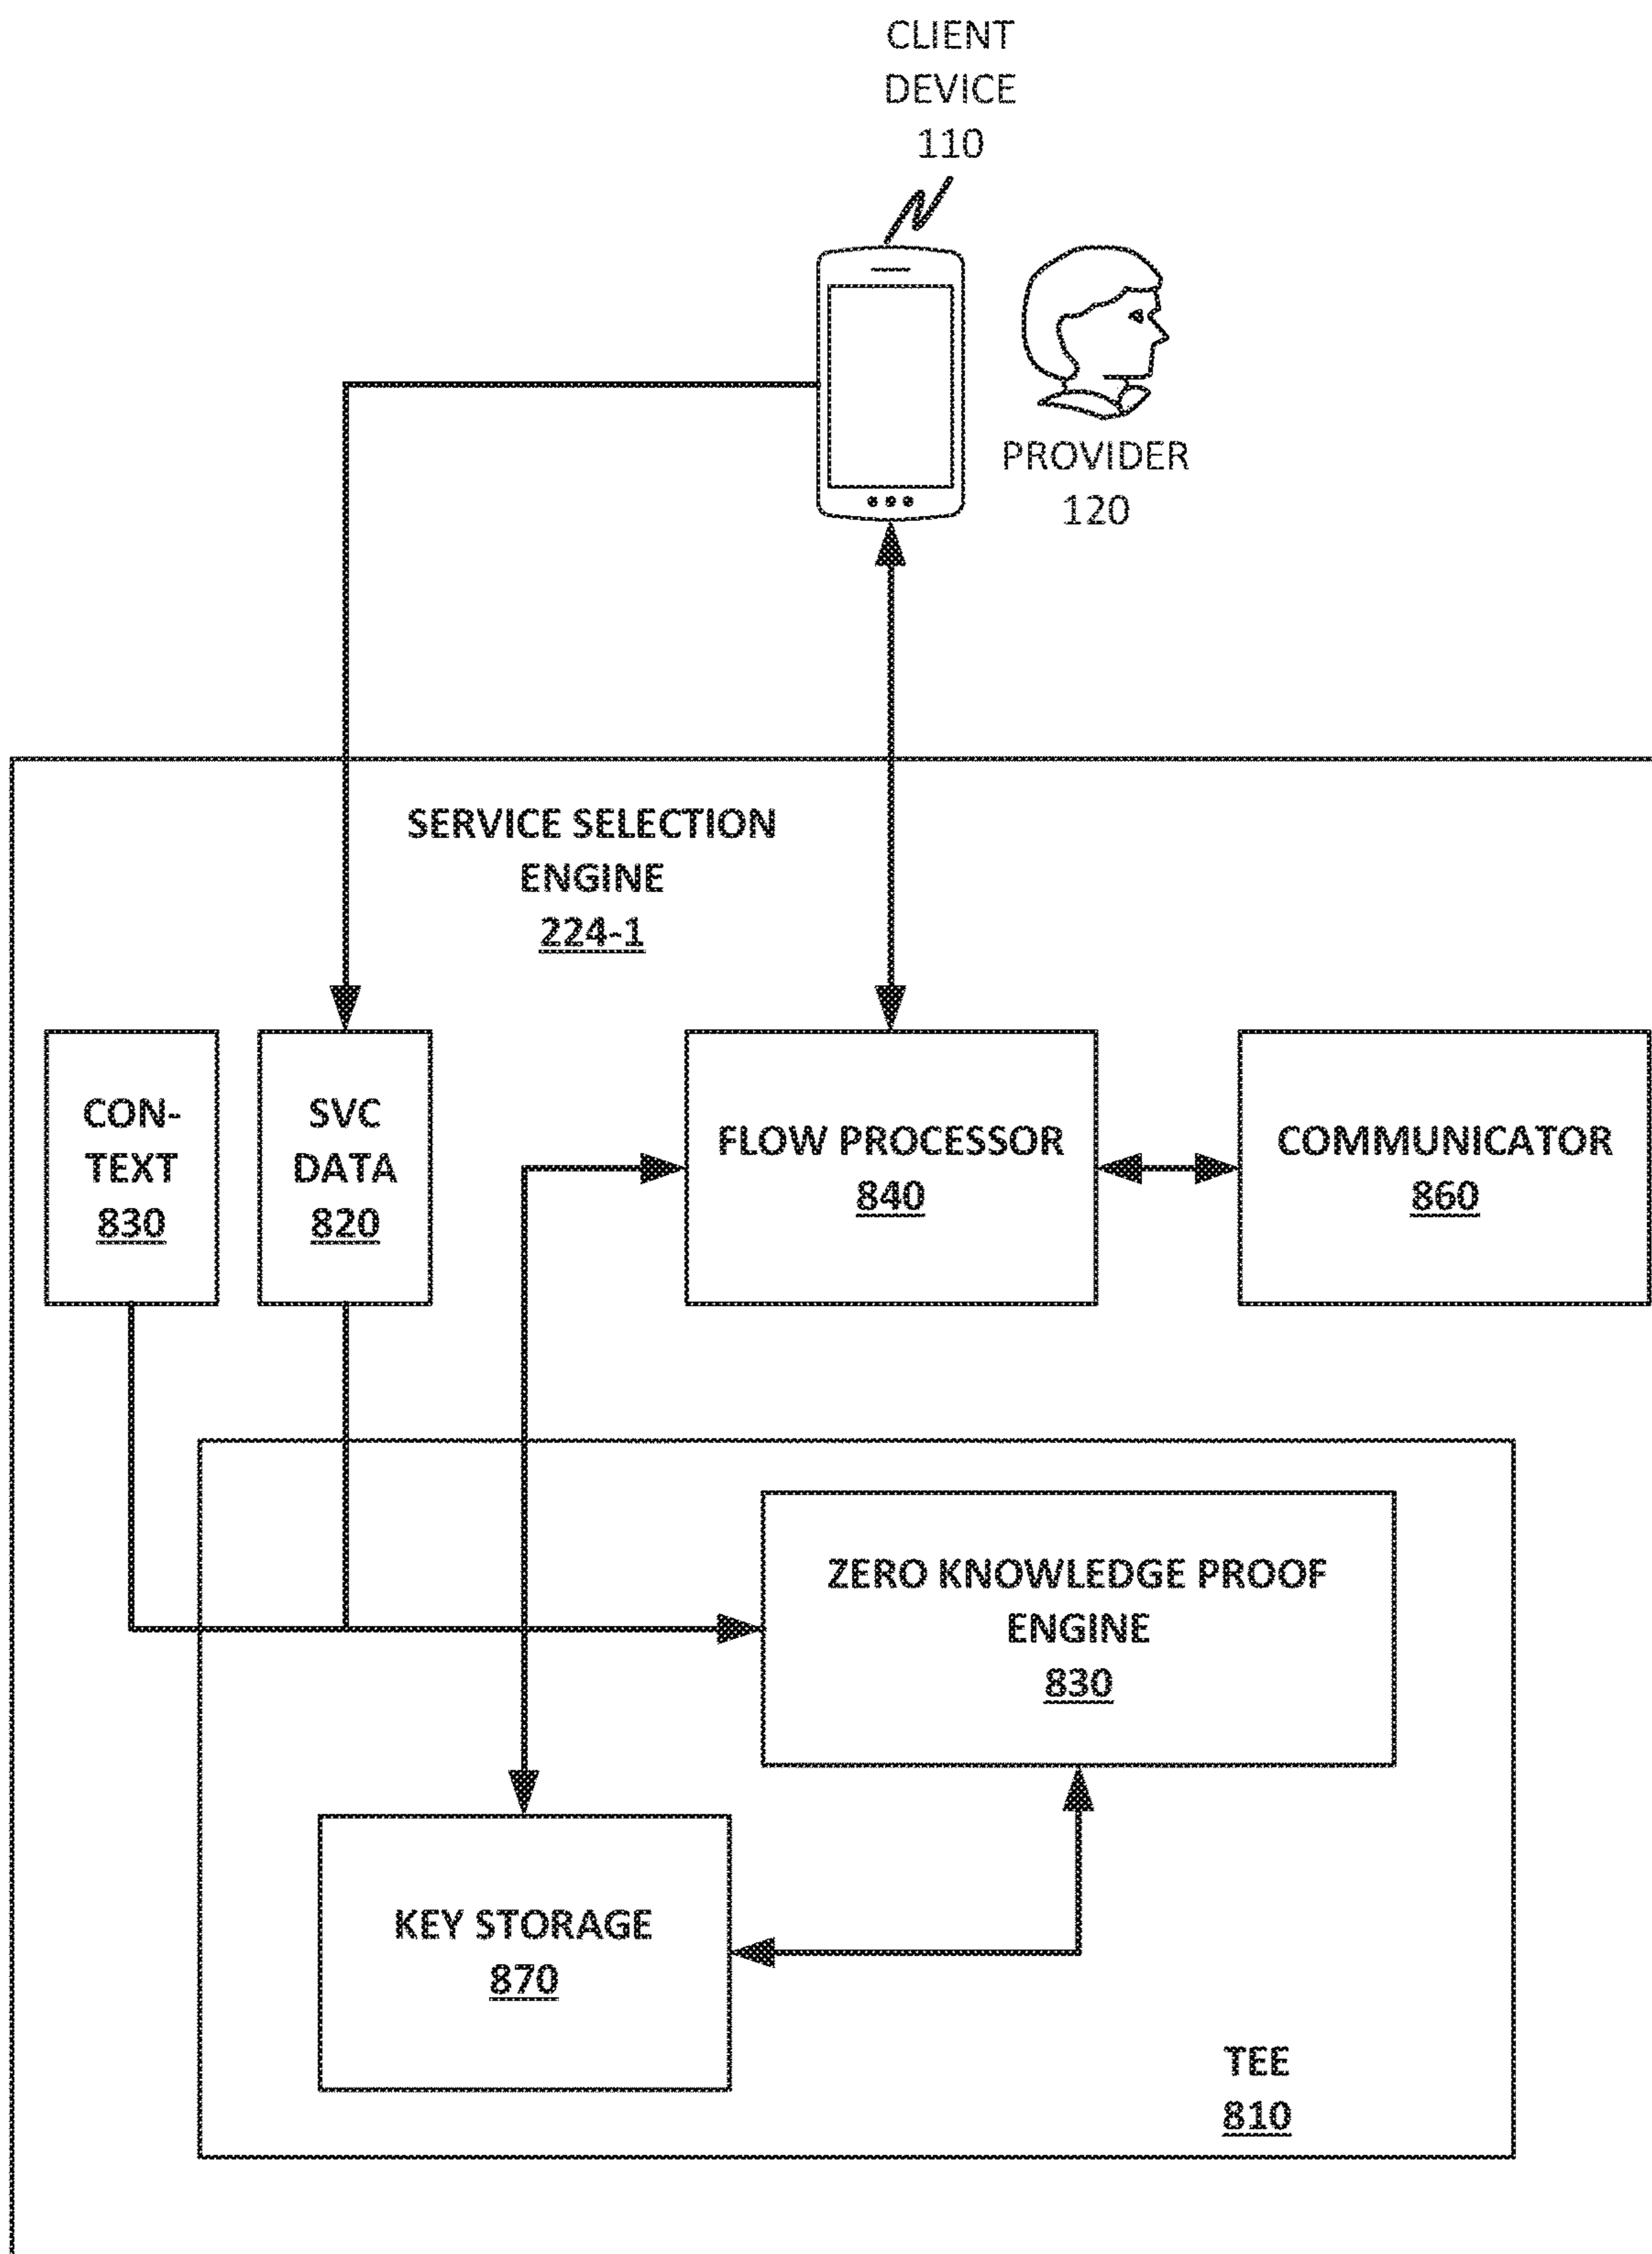 CLIENT
DEVICE
110
PROVIDER
120
SERVICE SELECTION
ENGINE
224-1
CON-
TEXT
830
SVC
DATA
820
FLOW PROCESSOR
840
COMMUNICATOR
860
ZERO KNOWLEDGE PROOF
ENGINE
830
KEY STORAGE
870
TEE
810